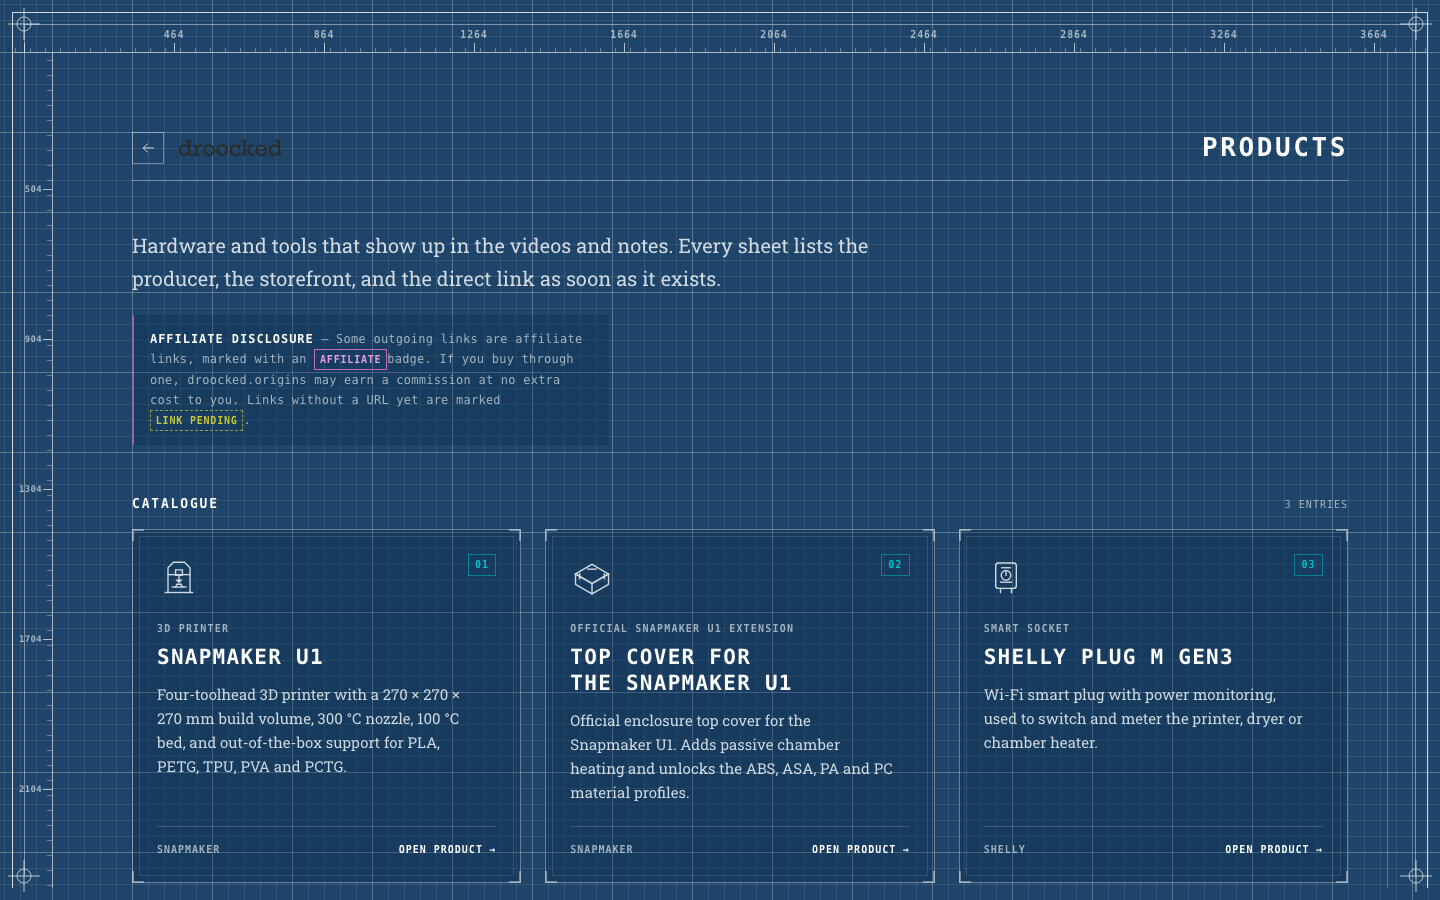 464 864 1264 1664 2064 2464 2864 3264 3664
droocked
PRODUCTS
504
Hardware and tools that show up in the videos and notes. Every sheet lists the
producer, the storefront, and the direct link as soon as it exists.
904
AFFILIATE DISCLOSURE — Some outgoing links are affiliate
links, marked with an AFFILIATE badge. If you buy through
one, droocked.origins may earn a commission at no extra
cost to you. Links without a URL yet are marked
LINK PENDING.
1304
CATALOGUE
3 ENTRIES
01
3D PRINTER
SNAPMAKER U1
Four-toolhead 3D printer with a 270 × 270 ×
270 mm build volume, 300 °C nozzle, 100 °C
bed, and out-of-the-box support for PLA,
PETG, TPU, PVA and PCTG.
SNAPMAKER
OPEN PRODUCT →
02
OFFICIAL SNAPMAKER U1 EXTENSION
TOP COVER FOR
THE SNAPMAKER U1
Official enclosure top cover for the
Snapmaker U1. Adds passive chamber
heating and unlocks the ABS, ASA, PA and PC
material profiles.
SNAPMAKER
OPEN PRODUCT →
03
SMART SOCKET
SHELLY PLUG M GEN3
Wi-Fi smart plug with power monitoring,
used to switch and meter the printer, dryer or
chamber heater.
SHELLY
OPEN PRODUCT →
1704
2104